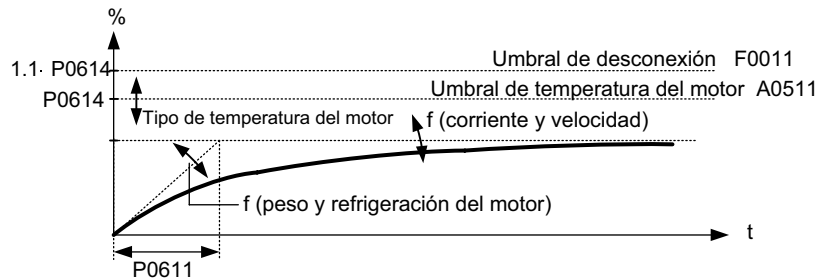 %
Umbral de desconexión F0011
1.1· P0614
Umbral de temperatura del motor A0511
P0614
Tipo de temperatura del motor
f (corriente y velocidad)
f (peso y refrigeración del motor)
t
P0611